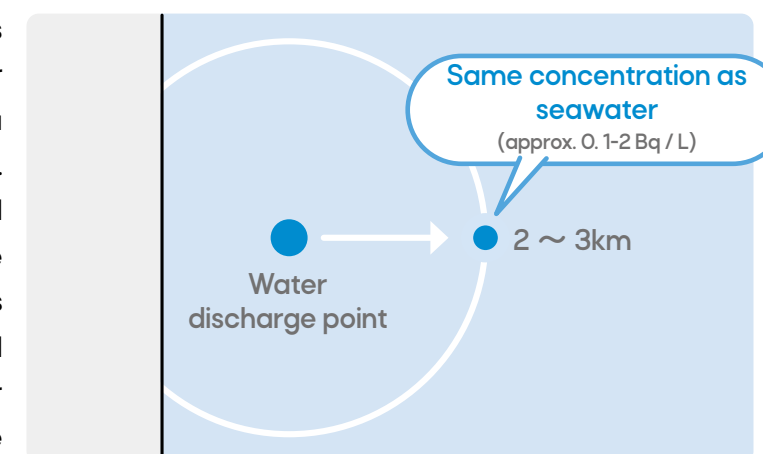 Same concentration as
seawater
(approx. 0. 1-2 Bq / L)
2 ～ 3km
Water
discharge point